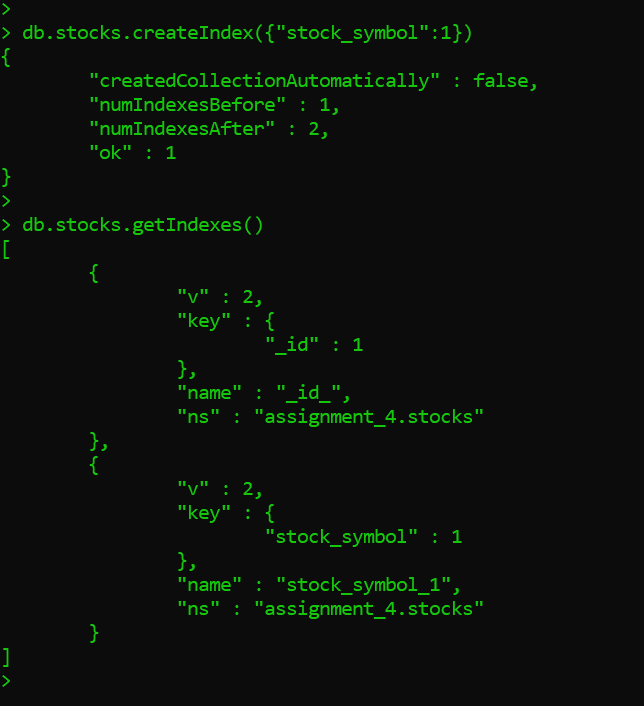 >
> db.stocks.createIndex({"stock_symbol":1})
{
        "createdCollectionAutomatically" : false,
        "numIndexesBefore" : 1,
        "numIndexesAfter" : 2,
        "ok" : 1
}
>
> db.stocks.getIndexes()
[
        {
                "v" : 2,
                "key" : {
                        "_id" : 1
                },
                "name" : "_id_",
                "ns" : "assignment_4.stocks"
        },
        {
                "v" : 2,
                "key" : {
                        "stock_symbol" : 1
                },
                "name" : "stock_symbol_1",
                "ns" : "assignment_4.stocks"
        }
]
>